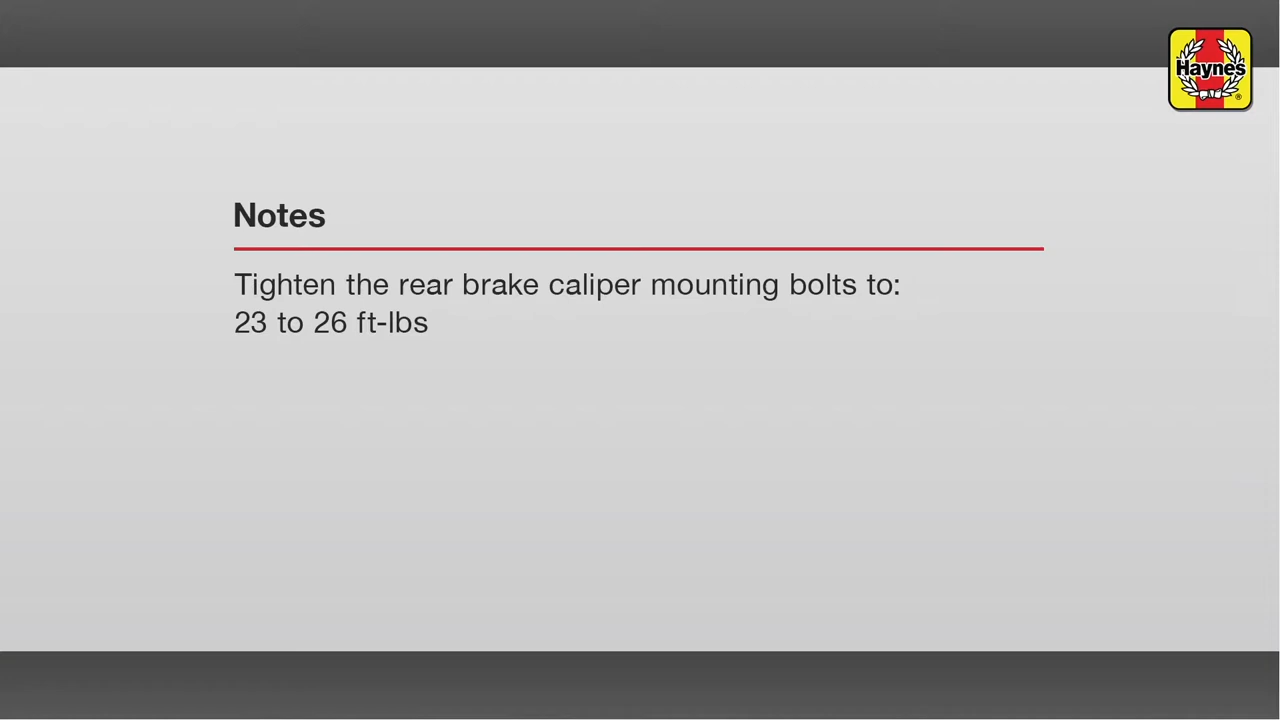 Haynes
®
Notes
Tighten the rear brake caliper mounting bolts to:
23 to 26 ft-lbs